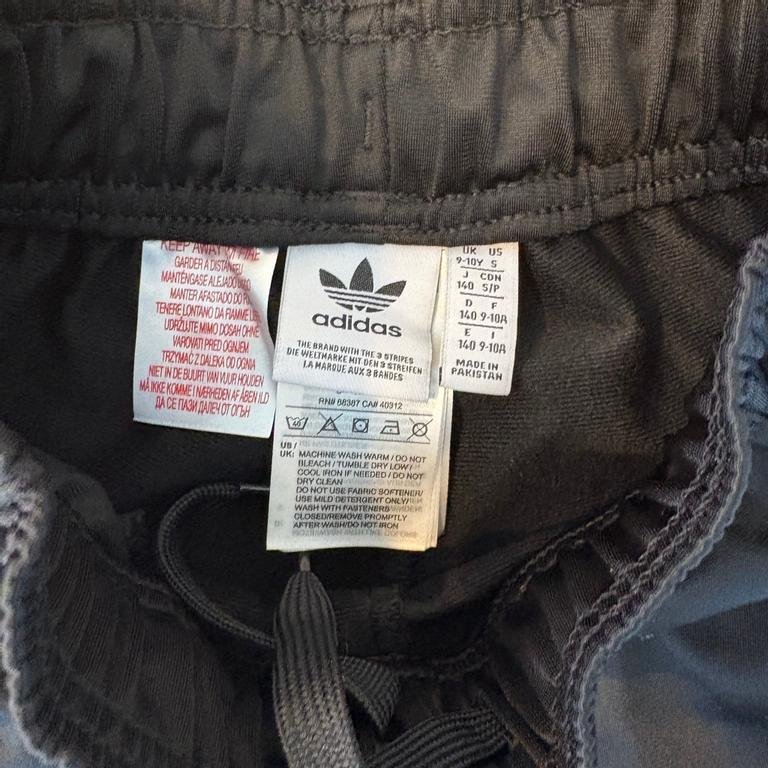 KEEP AWAY
GARDER A
MANTÉNGASE ALEJADO
MANTER AFASTADO DO
TENERE LONTANO DA FIAMME
UDRŽUJTE MIMO DOSAH OHNĚ
VAROVATI PRED OGNJEM
TRZYMAĆ Z DALEKA OD OGNIA
NIET IN DE BUURT VAN VUUR HOUDEN
MÅ IKKE KOMME I NÆRHEDEN AF ÅBEN ILD
ДА СЕ ПАЗИ ДАЛЕЧ ОТ ОГЪН
adidas
THE BRAND WITH THE 3 STRIPES
DIE WELTMARKE MIT DEN 3 STREIFEN
LA MARQUE AUX 3 BANDES
UK US
9-10Y S
J CDN
140 S/P
D F
140 9-10A
E I
140 9-10A
MADE IN
PAKISTAN
RN# 88387 CA# 40312
40
US/
UK: MACHINE WASH WARM / DO NOT
BLEACH / TUMBLE DRY LOW /
COOL IRON IF NEEDED / DO NOT
DRY CLEAN
DO NOT USE FABRIC SOFTENER/
USE MILD DETERGENT ONLY/
WASH WITH FASTENERS
CLOSED/REMOVE PROMPTLY
AFTER WASH/DO NOT IRON